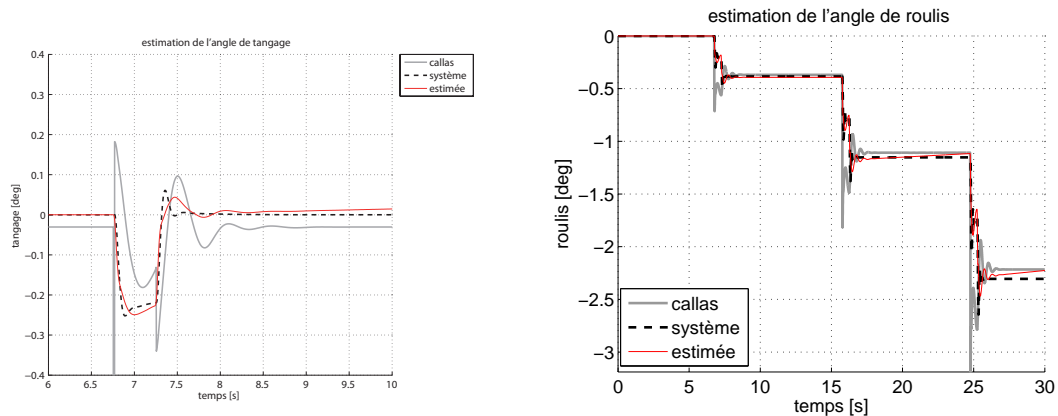 estimation de l'angle de tangage
0.4
0.3
0.2
0.1
0
−0.1
−0.2
−0.3
−0.4
tangage [deg]
6
6.5
7
7.5
8
8.5
9
9.5
10
temps [s]
callas
système
estimée
estimation de l'angle de roulis
0
−0.5
−1
−1.5
−2
−2.5
−3
roulis [deg]
callas
système
estimée
0
5
10
15
20
25
30
temps [s]